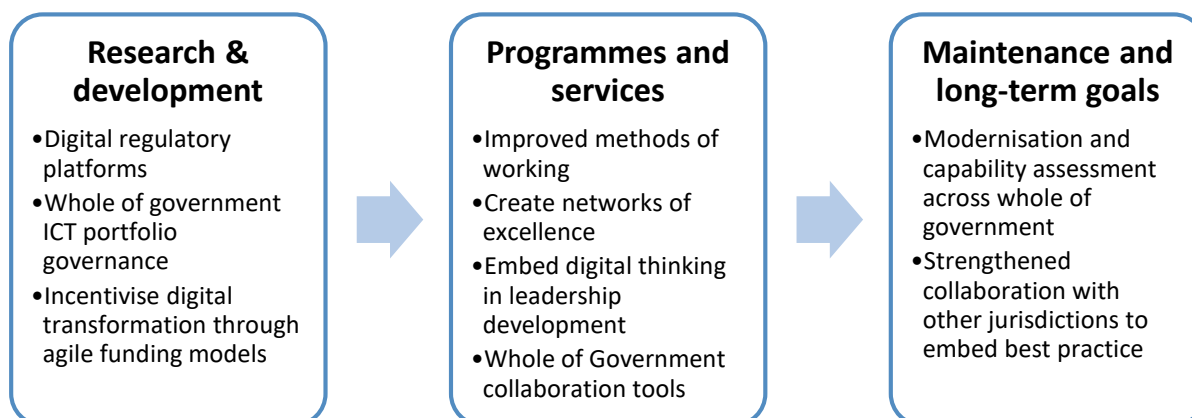 Research &
development
•Digital regulatory
platforms
•Whole of government
ICT portfolio
governance
•Incentivise digital
transformation through
agile funding models
Programmes and
services
•Improved methods of
working
•Create networks of
excellence
•Embed digital thinking
in leadership
development
•Whole of Government
collaboration tools
Maintenance and
long-term goals
•Modernisation and
capability assessment
across whole of
government
•Strengthened
collaboration with
other jurisdictions to
embed best practice